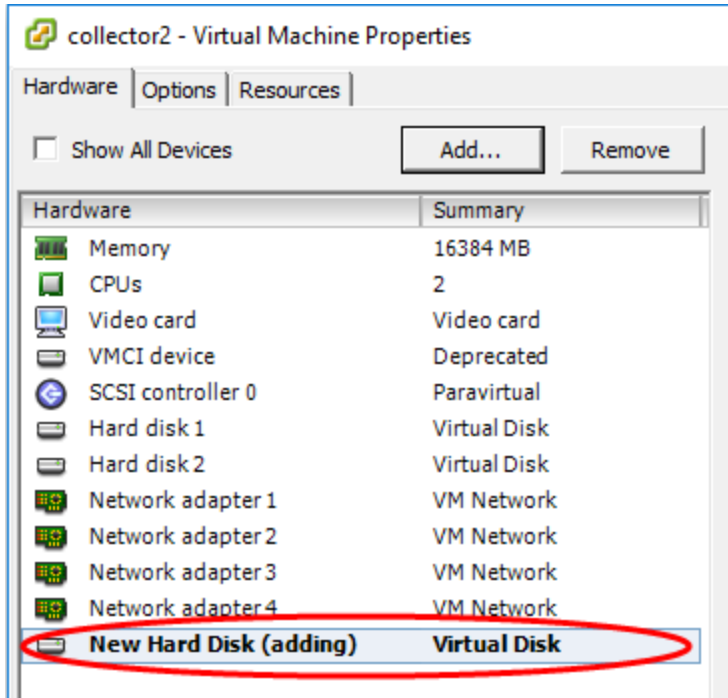 collector2 - Virtual Machine Properties
Hardware Options Resources
Show All Devices Add... Remove
Hardware Summary
Memory 16384 MB
CPUs 2
Video card Video card
VMCI device Deprecated
SCSI controller 0 Paravirtual
Hard disk 1 Virtual Disk
Hard disk 2 Virtual Disk
Network adapter 1 VM Network
Network adapter 2 VM Network
Network adapter 3 VM Network
Network adapter 4 VM Network
New Hard Disk (adding) Virtual Disk